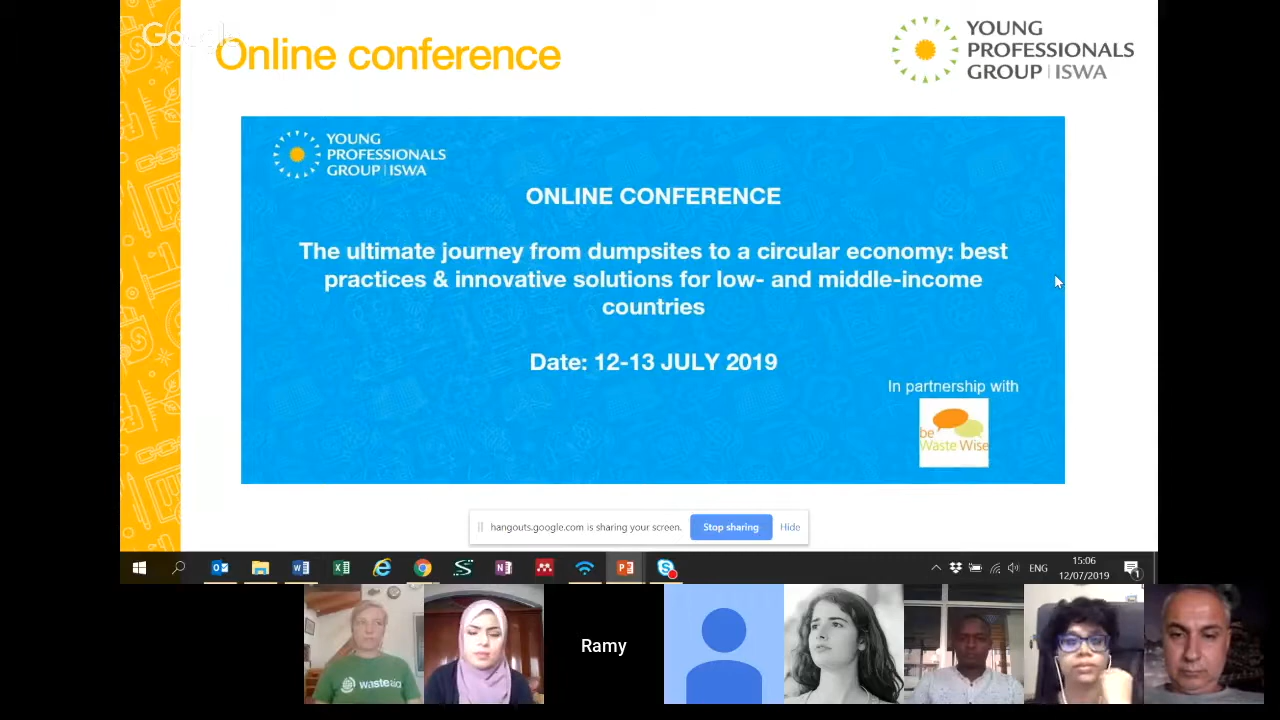 Google
Online conference
YOUNG
PROFESSIONALS
GROUP | ISWA
YOUNG
PROFESSIONALS
GROUP | ISWA
ONLINE CONFERENCE
The ultimate journey from dumpsites to a circular economy: best
practices & innovative solutions for low- and middle-income
countries
Date: 12-13 JULY 2019
In partnership with
be
Waste Wise
hangouts.google.com is sharing your screen.
Stop sharing
Hide
ENG
15:06
12/07/2019
1
Ramy
wasteaid